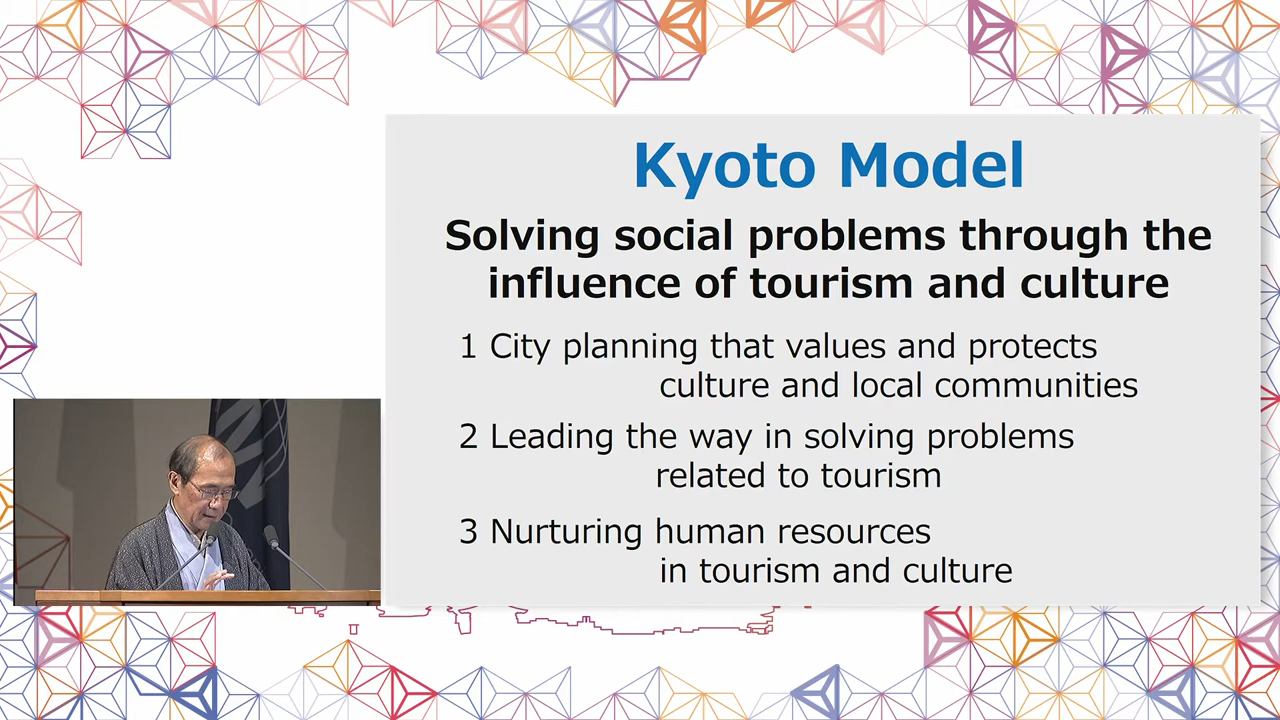 Kyoto Model
Solving social problems through the
influence of tourism and culture
1 City planning that values and protects
culture and local communities
2 Leading the way in solving problems
related to tourism
3 Nurturing human resources
in tourism and culture